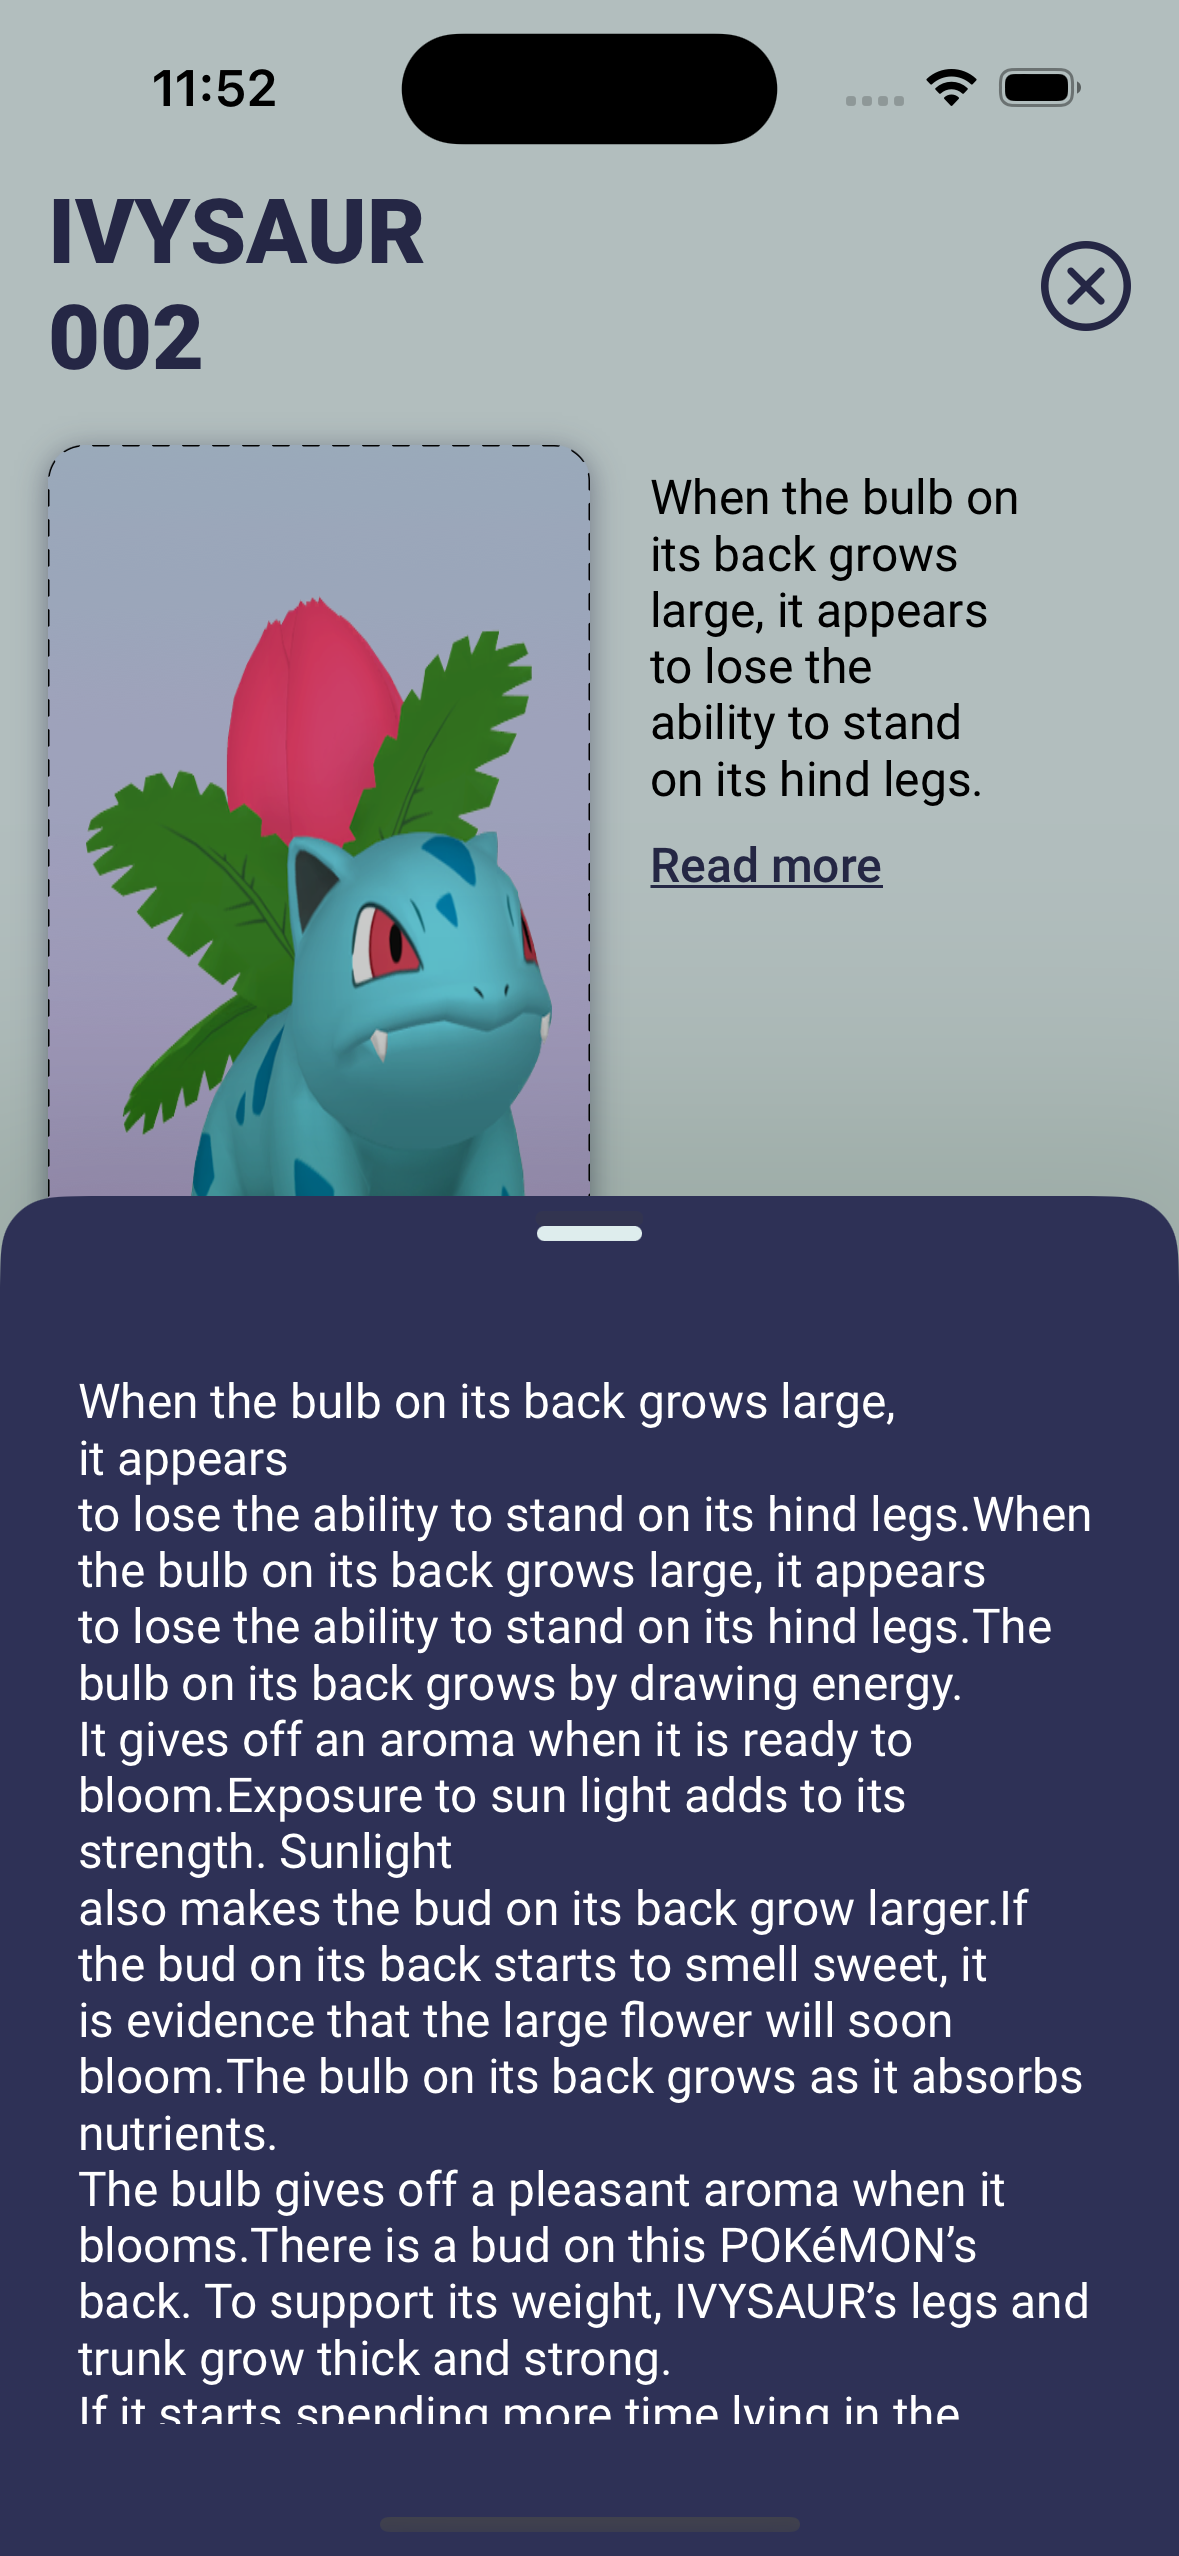 11:52
IVYSAUR
002
When the bulb on
its back grows
large, it appears
to lose the
ability to stand
on its hind legs.
Read more
When the bulb on its back grows large,
it appears
to lose the ability to stand on its hind legs.When
the bulb on its back grows large, it appears
to lose the ability to stand on its hind legs.The
bulb on its back grows by drawing energy.
It gives off an aroma when it is ready to
bloom.Exposure to sun light adds to its
strength. Sunlight
also makes the bud on its back grow larger.If
the bud on its back starts to smell sweet, it
is evidence that the large flower will soon
bloom.The bulb on its back grows as it absorbs
nutrients.
The bulb gives off a pleasant aroma when it
blooms.There is a bud on this POKéMON’s
back. To support its weight, IVYSAUR’s legs and
trunk grow thick and strong.
If it starts spending more time lying in the